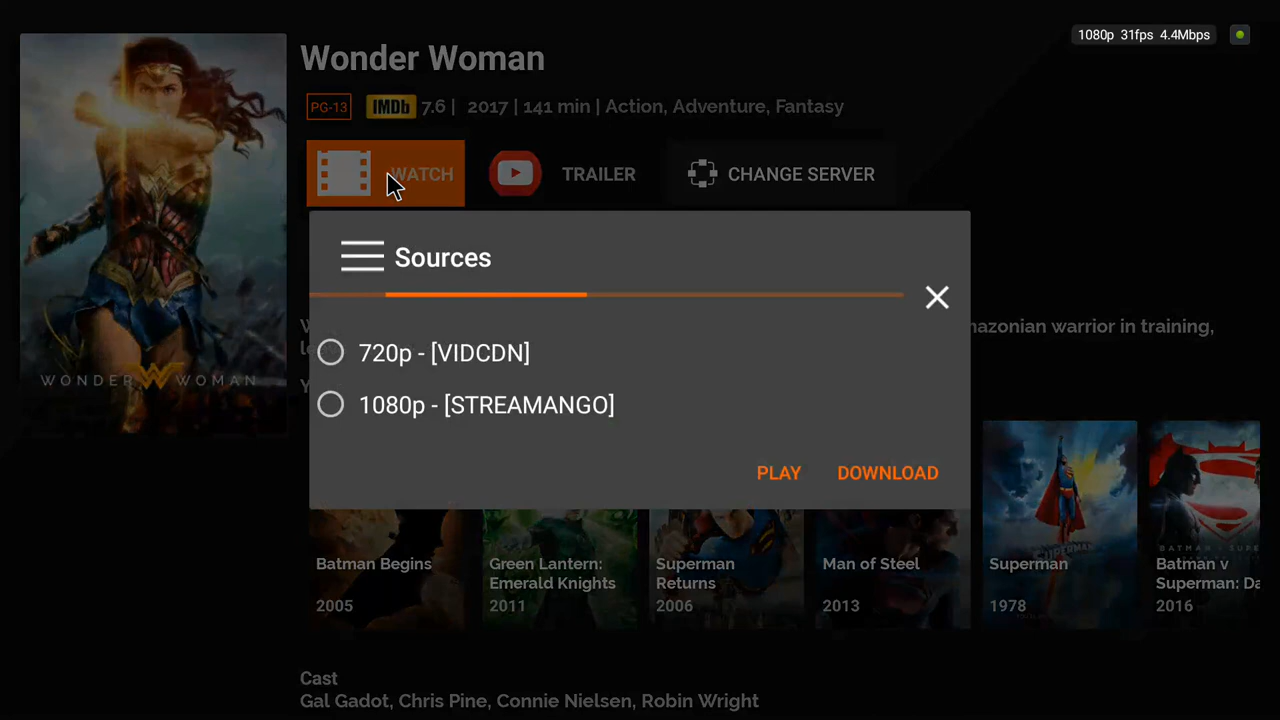 1080p 31fps 4.4Mbps
Wonder Woman
PG-13 IMDb 7.6 | 2017 | 141 min | Action, Adventure, Fantasy
WATCH TRAILER CHANGE SERVER
Sources
azonian warrior in training,
720p - [VIDCDN]
WONDER WOMAN
1080p - [STREAMANGO]
PLAY DOWNLOAD
SUPERMAN
Batman Begins
2005
Green Lantern:
Emerald Knights
2011
Superman
Returns
2006
Man of Steel
2013
Superman
1978
Batman v
Superman: Da
2016
Cast
Gal Gadot, Chris Pine, Connie Nielsen, Robin Wright